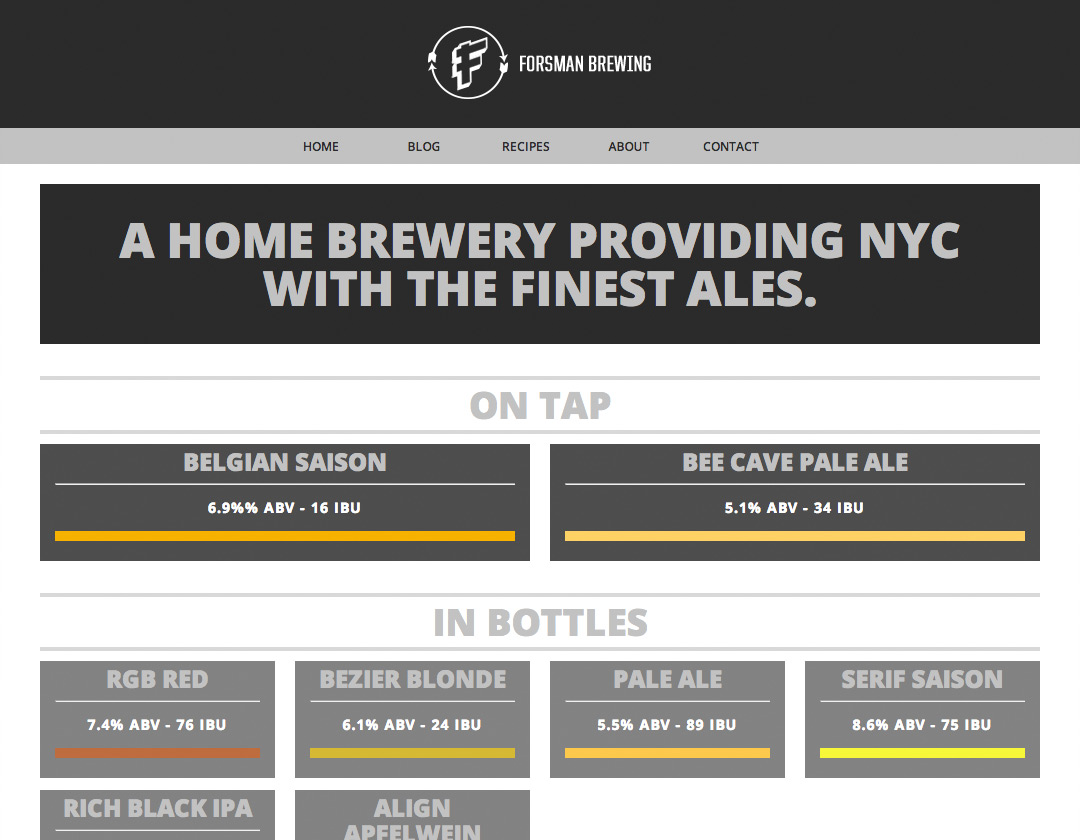 F FORSMAN BREWING
HOME BLOG RECIPES ABOUT CONTACT
A HOME BREWERY PROVIDING NYC
WITH THE FINEST ALES.
ON TAP
BELGIAN SAISON
6.9%% ABV - 16 IBU
BEE CAVE PALE ALE
5.1% ABV - 34 IBU
IN BOTTLES
RGB RED
7.4% ABV - 76 IBU
BEZIER BLONDE
6.1% ABV - 24 IBU
PALE ALE
5.5% ABV - 89 IBU
SERIF SAISON
8.6% ABV - 75 IBU
RICH BLACK IPA
ALIGN
APFELWEIN